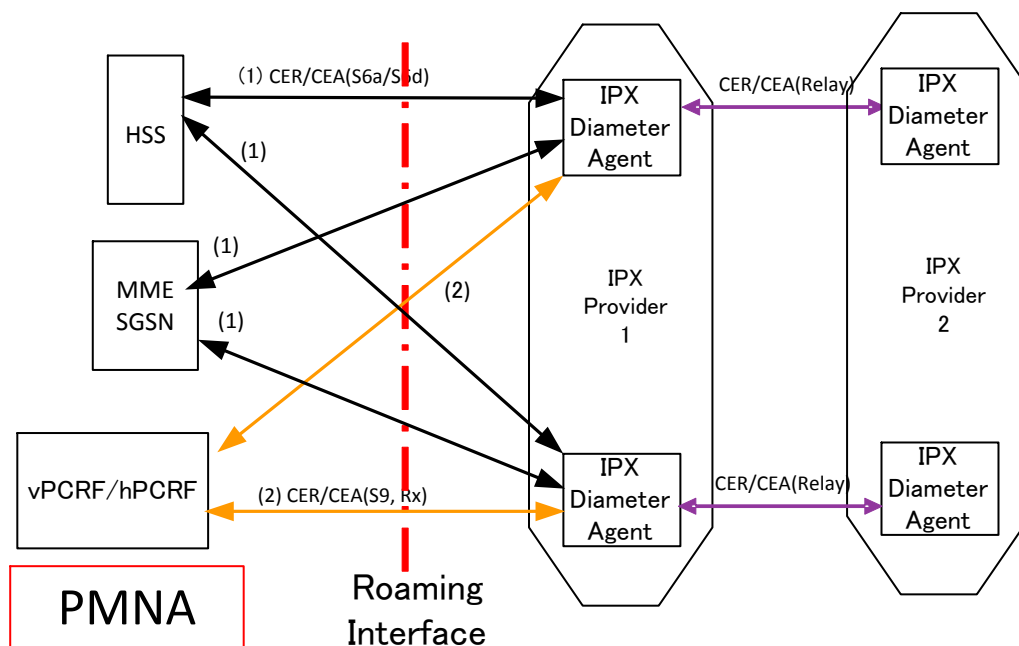 (1) CER/CEA(S6a/S6d)
HSS
(1)
IPX
Diameter
Agent
CER/CEA(Relay)
IPX
Diameter
Agent
MME
SGSN
(1)
(1)
(2)
IPX
Provider
1
IPX
Provider
2
vPCRF/hPCRF
(2) CER/CEA(S9, Rx)
IPX
Diameter
Agent
CER/CEA(Relay)
IPX
Diameter
Agent
PMNA
Roaming
Interface